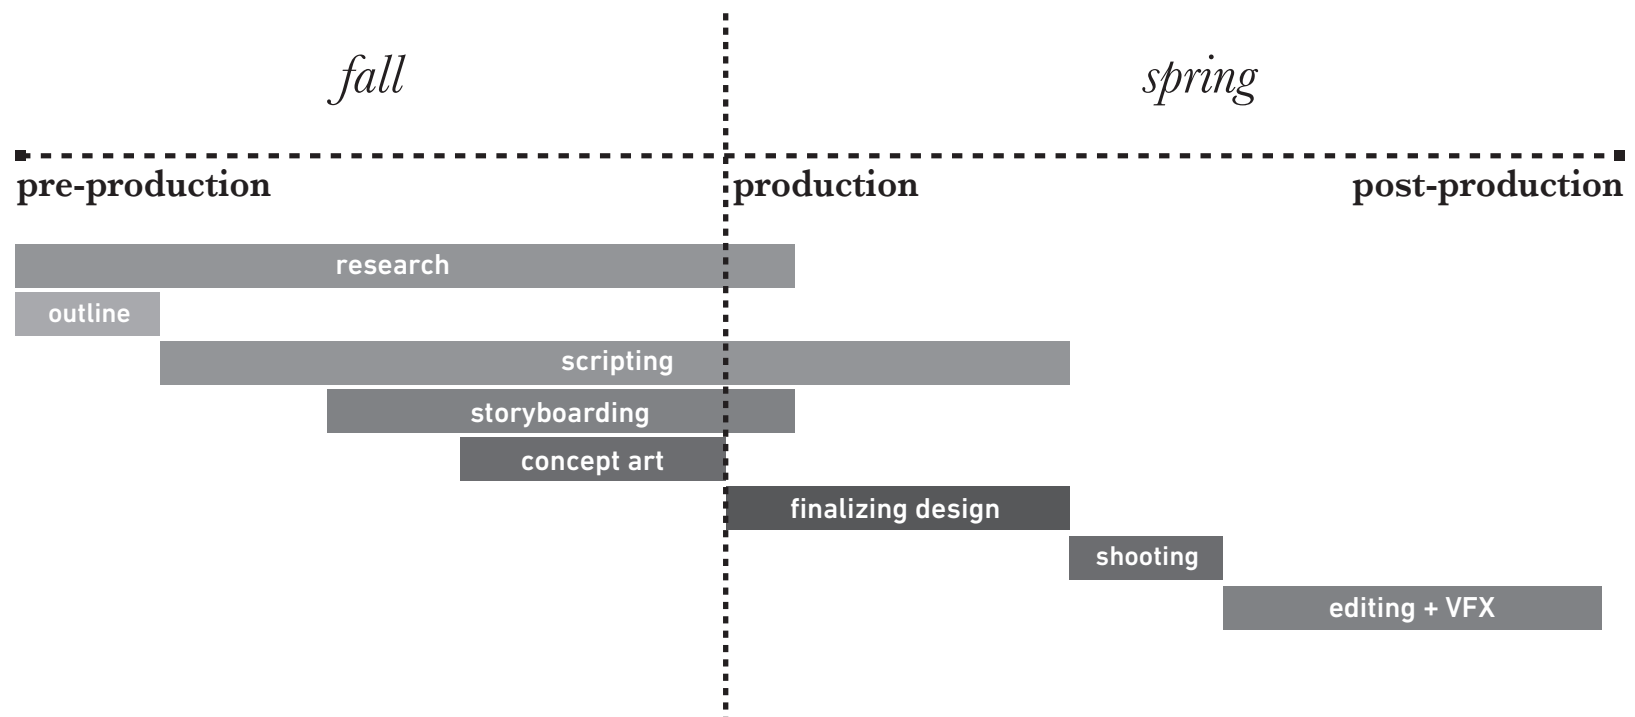 fall
spring
pre-production
production
post-production
research
outline
scripting
storyboarding
concept art
finalizing design
shooting
editing + VFX